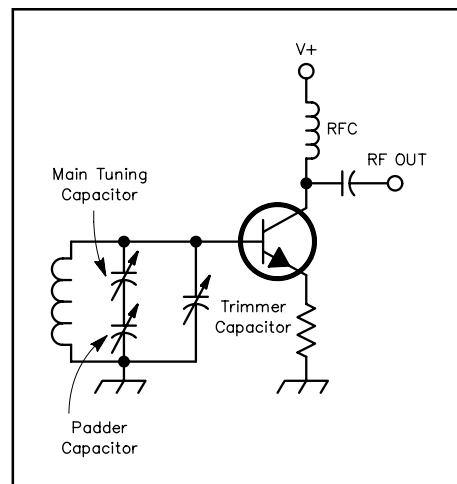 V+
RFC
RF OUT
Main Tuning
Capacitor
Trimmer
Capacitor
Padder
Capacitor